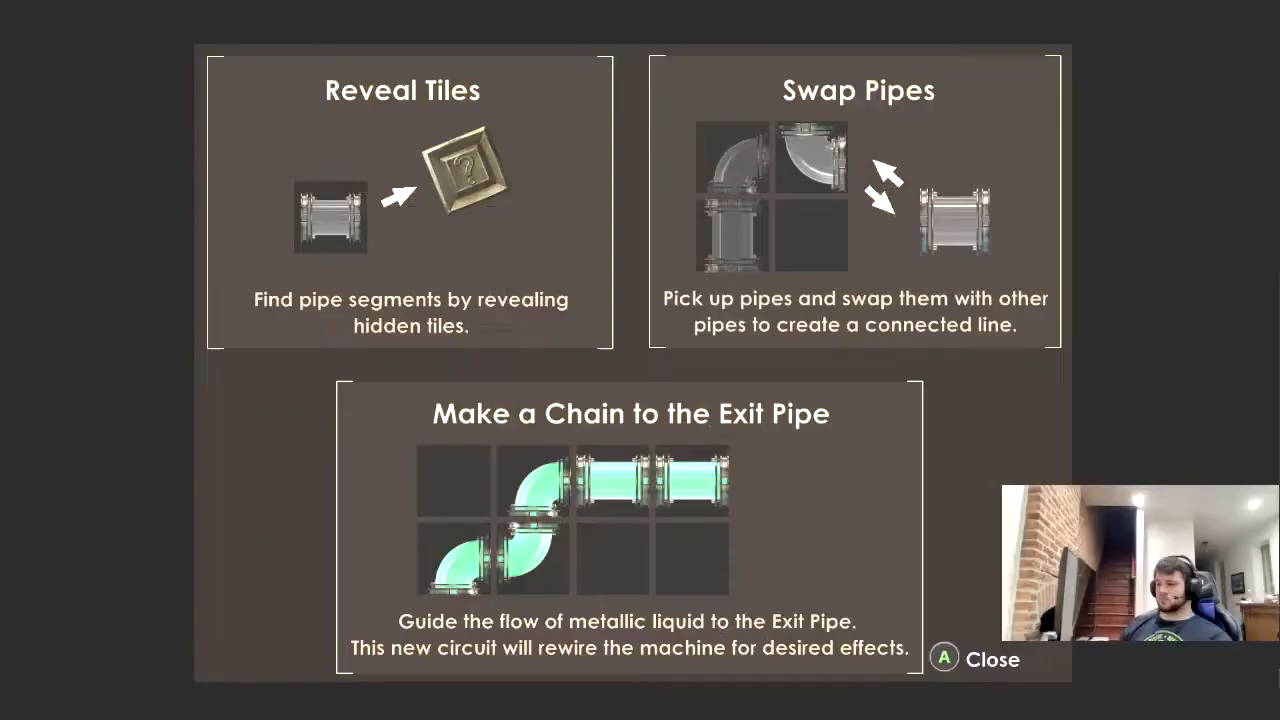 Reveal Tiles
?
Find pipe segments by revealing
hidden tiles.
Swap Pipes
Pick up pipes and swap them with other
pipes to create a connected line.
Make a Chain to the Exit Pipe
Guide the flow of metallic liquid to the Exit Pipe.
This new circuit will rewire the machine for desired effects.
A Close